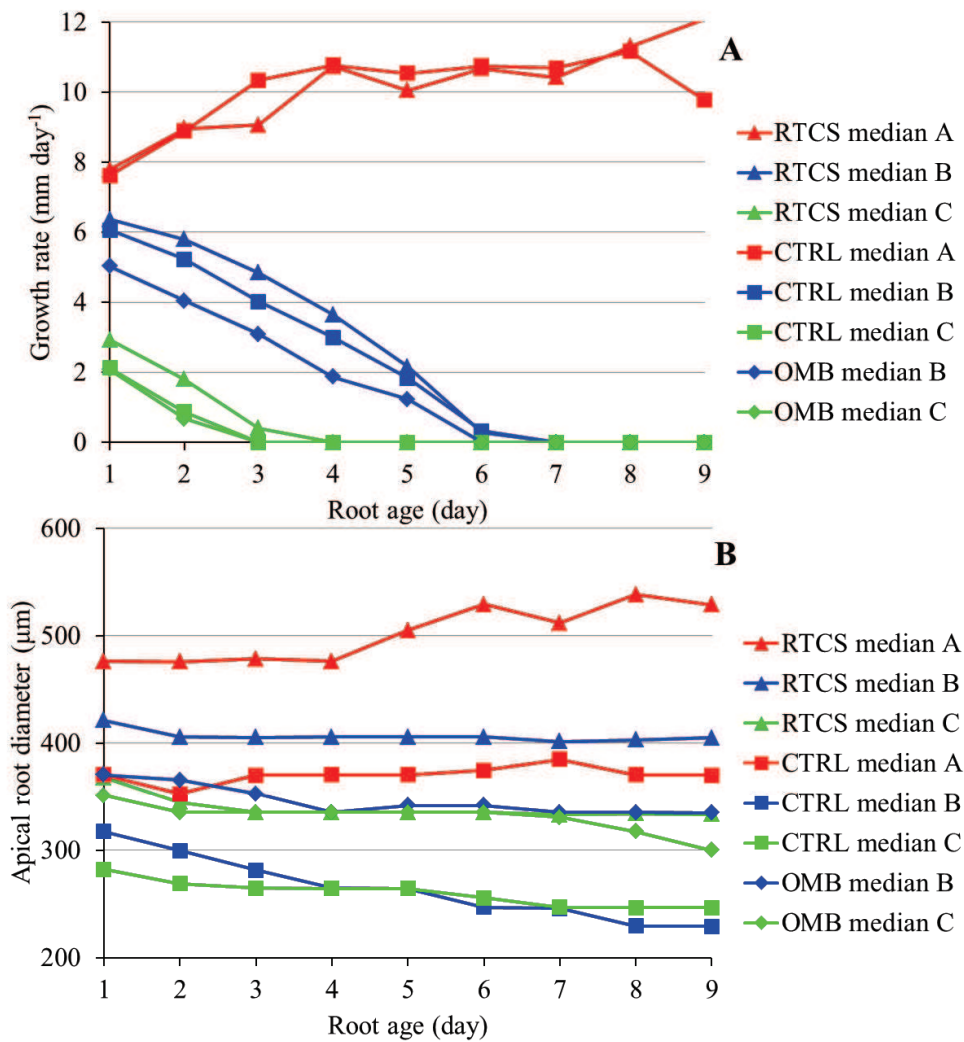 12
10
8
6
4
2
0
Growth rate (mm day-1)
A
RTCS median A
RTCS median B
RTCS median C
CTRL median A
CTRL median B
CTRL median C
OMB median B
OMB median C
1 2 3 4 5 6 7 8 9
Root age (day)
600
500
400
300
200
Apical root diameter (μm)
B
RTCS median A
RTCS median B
RTCS median C
CTRL median A
CTRL median B
CTRL median C
OMB median B
OMB median C
1 2 3 4 5 6 7 8 9
Root age (day)